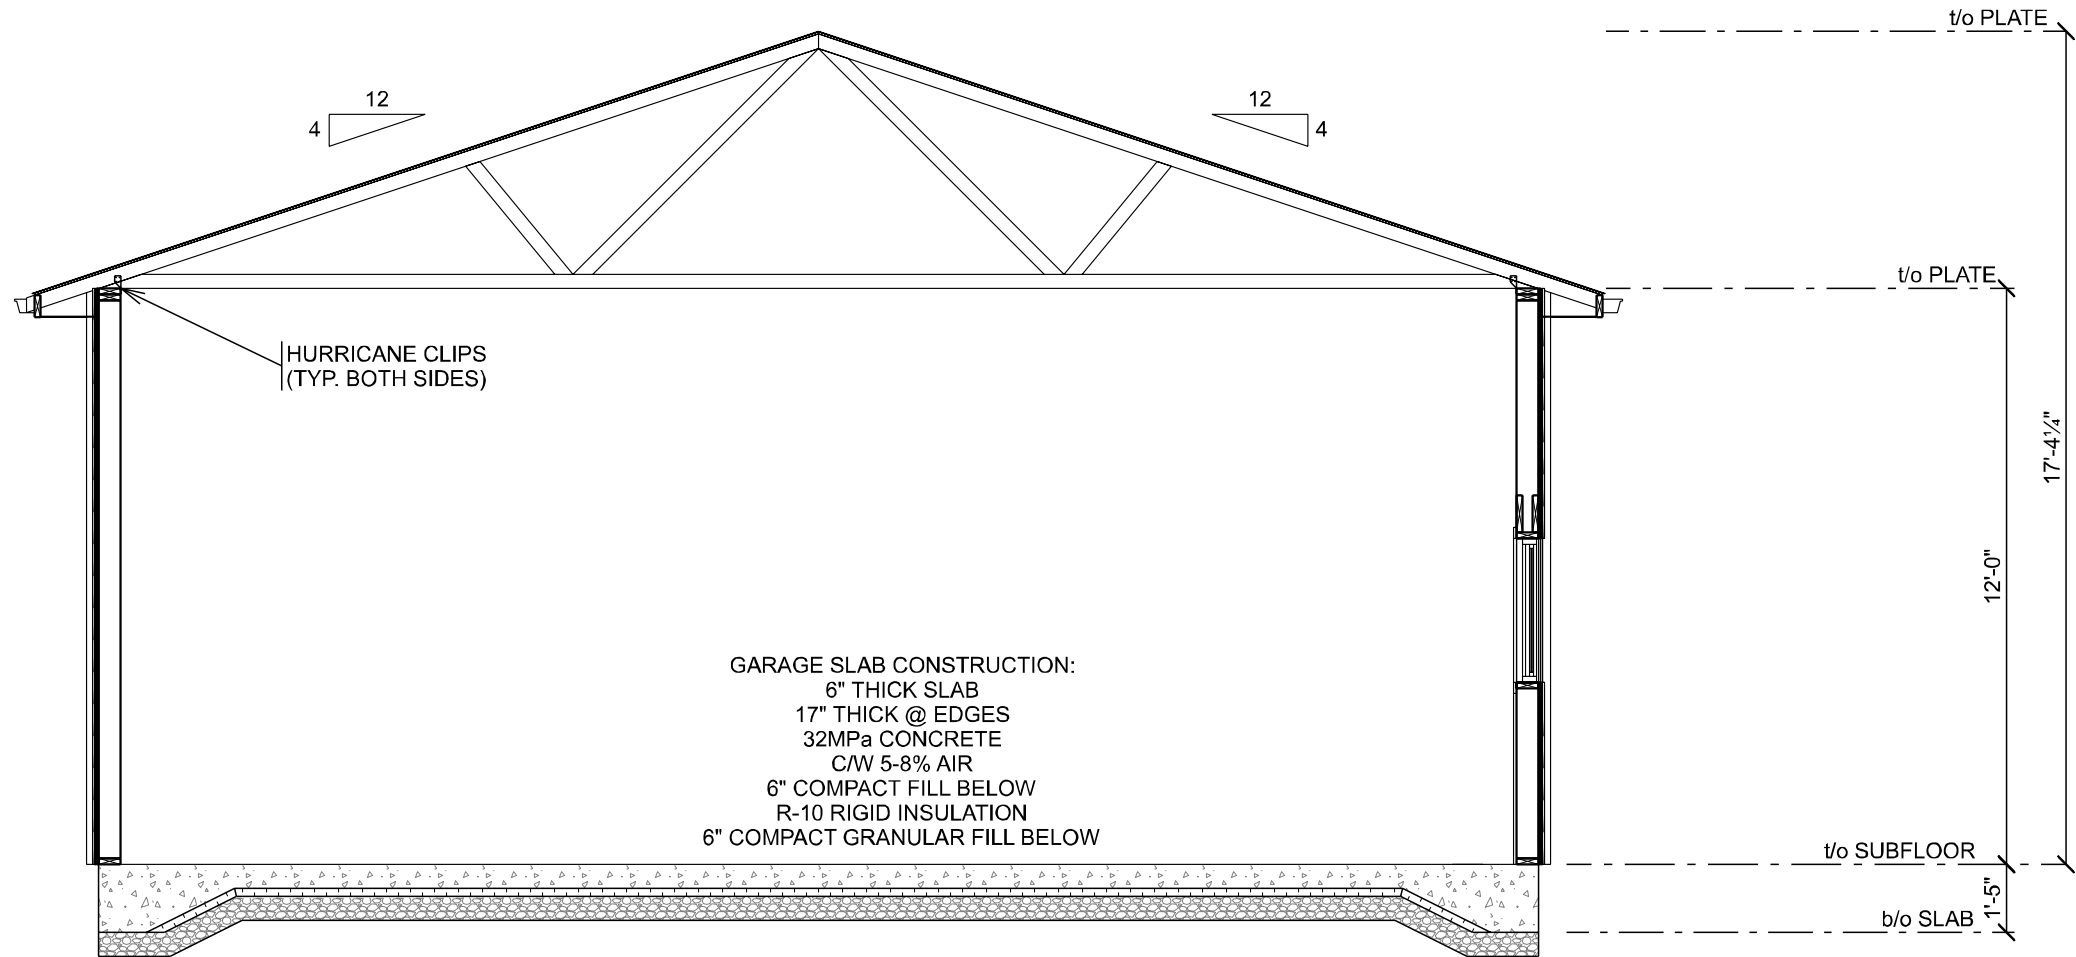 t/o PLATE
12
4
12
4
t/o PLATE
HURRICANE CLIPS
(TYP. BOTH SIDES)
17'-4¼"
12'-0"
GARAGE SLAB CONSTRUCTION:
6" THICK SLAB
17" THICK @ EDGES
32MPa CONCRETE
C/W 5-8% AIR
6" COMPACT FILL BELOW
R-10 RIGID INSULATION
6" COMPACT GRANULAR FILL BELOW
t/o SUBFLOOR
1'-5"
b/o SLAB